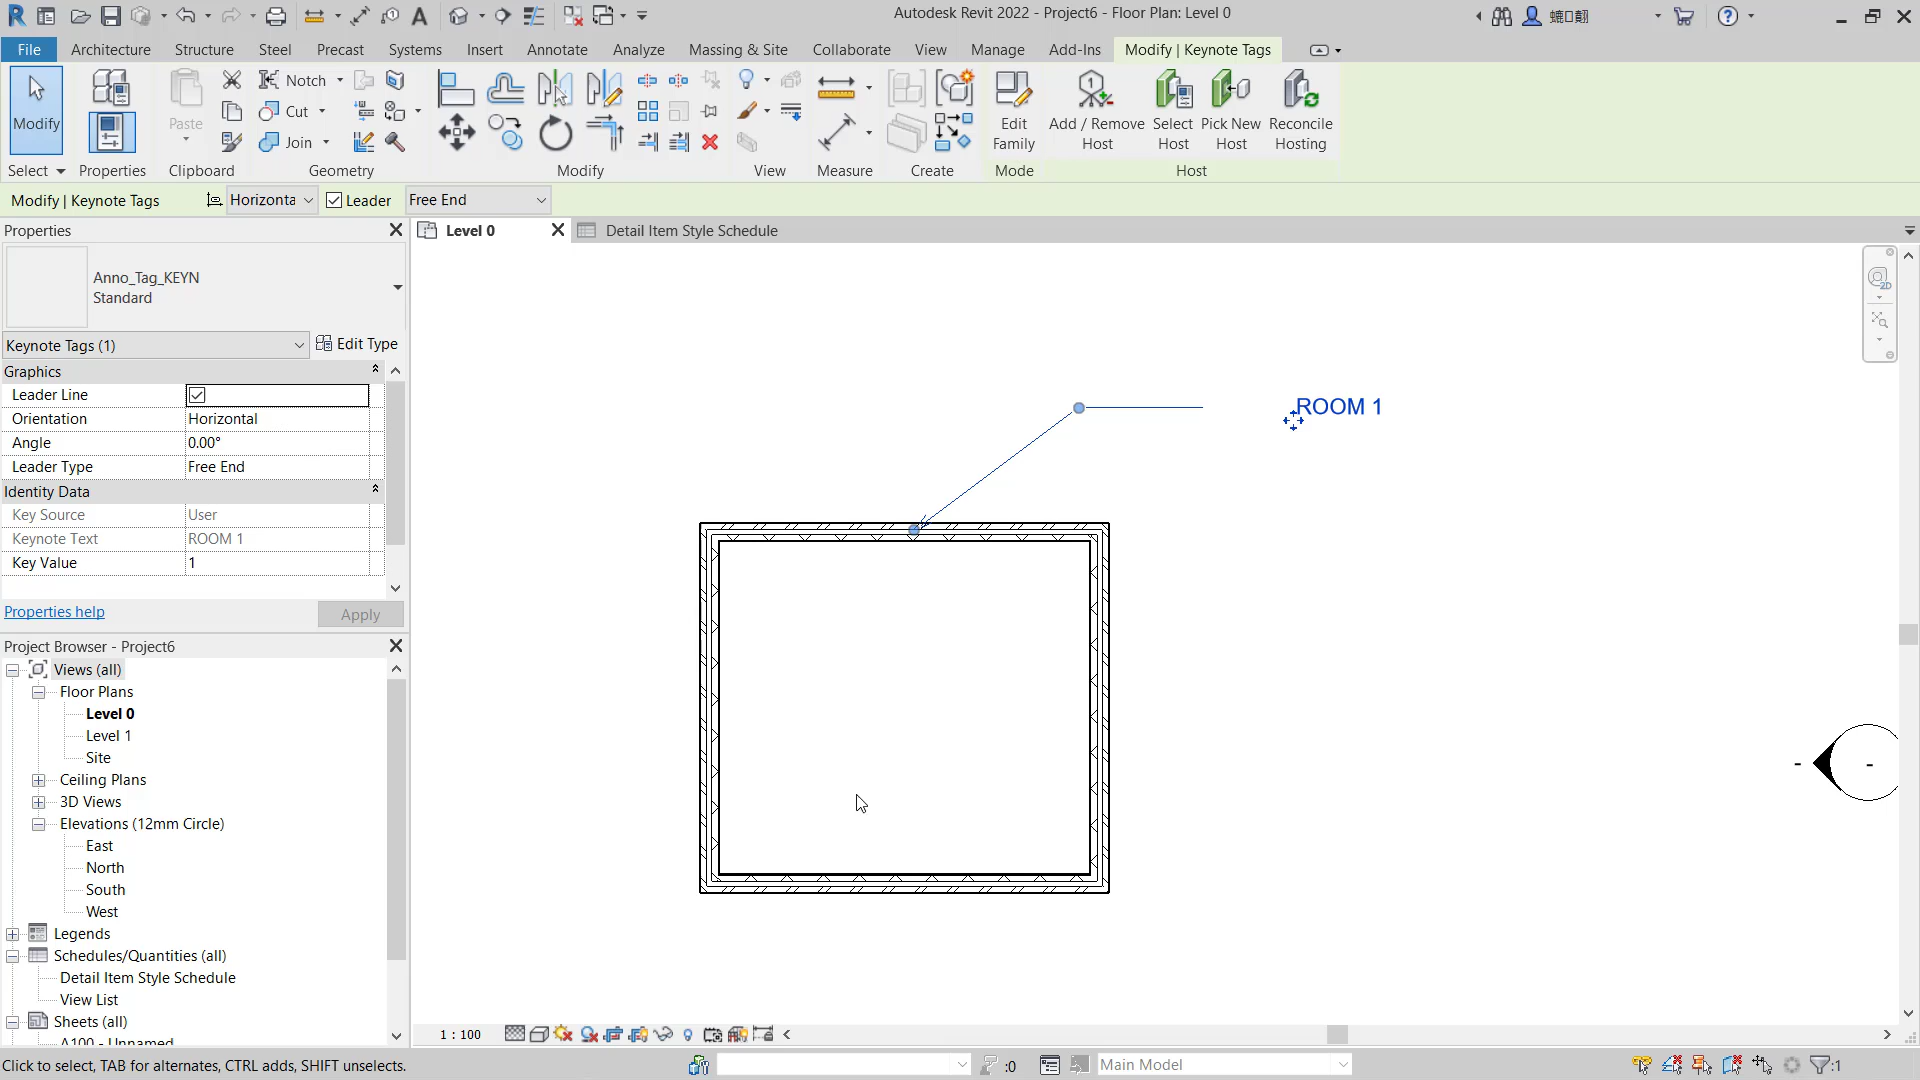 Autodesk Revit 2022 - Project6 - Floor Plan: Level 0
File Architecture Structure Steel Precast Systems Insert Annotate Analyze Massing & Site Collaborate View Manage Add-Ins Modify | Keynote Tags
Modify
Paste
Notch
Cut
Join
Edit Family
Add / Remove Host
Select Host
Pick New Host
Reconcile Hosting
Select Properties Clipboard Geometry Modify View Measure Create Mode Host
Modify | Keynote Tags Horizonta Leader Free End
Properties
Level 0
Detail Item Style Schedule
Anno_Tag_KEYN
Standard
Keynote Tags (1) Edit Type
Graphics
Leader Line
Orientation Horizontal
Angle 0.00°
Leader Type Free End
Identity Data
Key Source User
Keynote Text ROOM 1
Key Value 1
Properties help Apply
ROOM 1
2D
- -
Project Browser - Project6
Views (all)
Floor Plans
Level 0
Level 1
Site
Ceiling Plans
3D Views
Elevations (12mm Circle)
East
North
South
West
Legends
Schedules/Quantities (all)
Detail Item Style Schedule
View List
Sheets (all)
A100 - Unnamed
1 : 100
Click to select, TAB for alternates, CTRL adds, SHIFT unselects.
:0
Main Model
:1